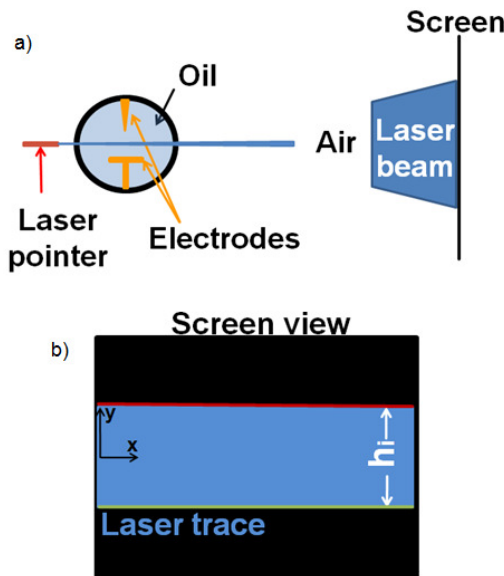 a)
Screen
Oil
Air
Laser
beam
Laser
pointer
Electrodes
Screen view
b)
y
x
hi
Laser trace